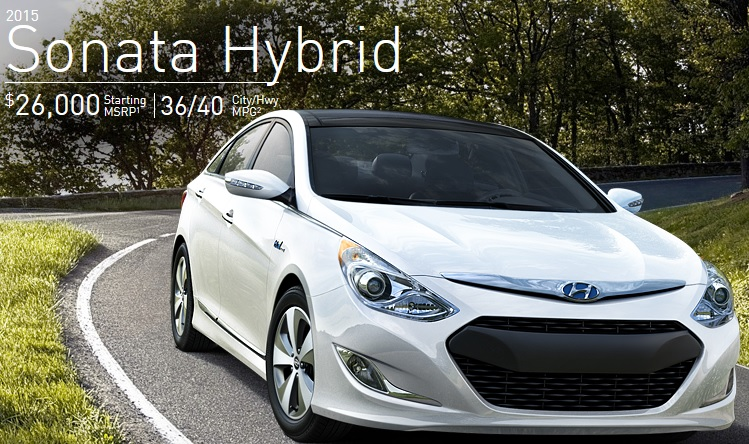 2015
Sonata Hybrid
$26,000 Starting MSRP¹ | 36/40 City/Hwy MPG²